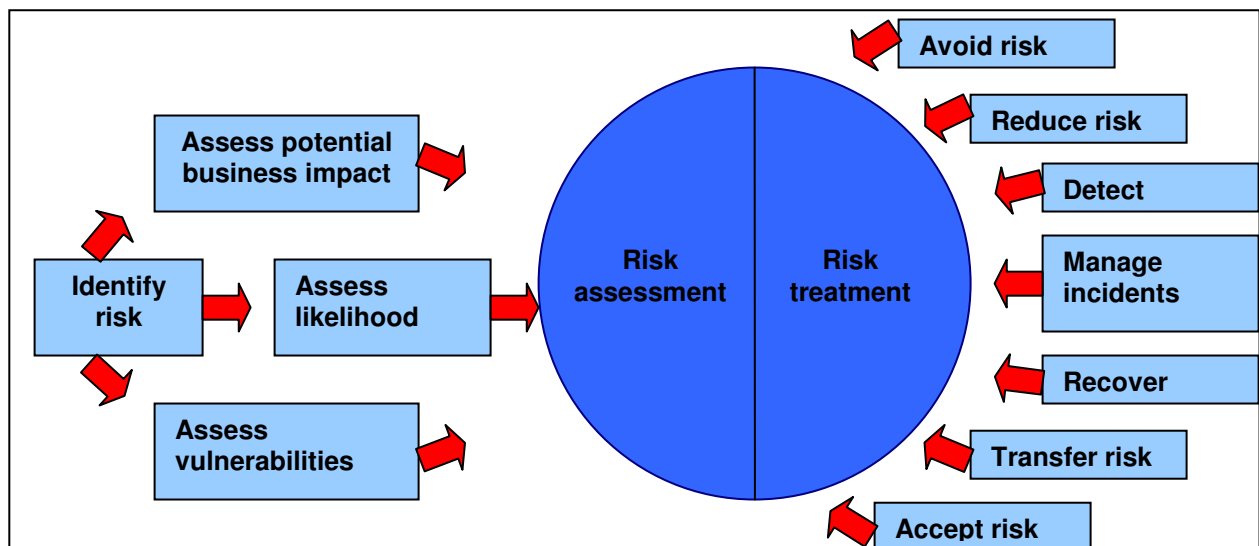 Assess potential
business impact
Identify
risk
Assess
likelihood
Assess
vulnerabilities
Risk
assessment
Risk
treatment
Avoid risk
Reduce risk
Detect
Manage
incidents
Recover
Transfer risk
Accept risk